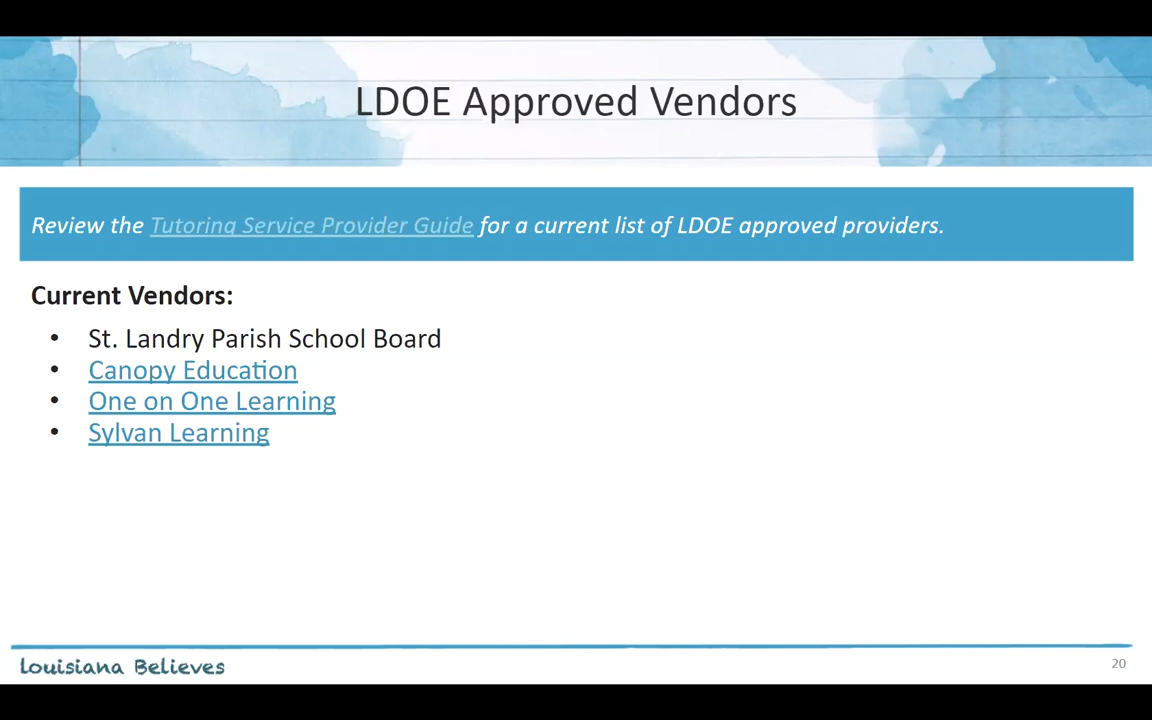 LDOE Approved Vendors
Review the Tutoring Service Provider Guide for a current list of LDOE approved providers.
Current Vendors:
• St. Landry Parish School Board
• Canopy Education
• One on One Learning
• Sylvan Learning
Louisiana Believes
20